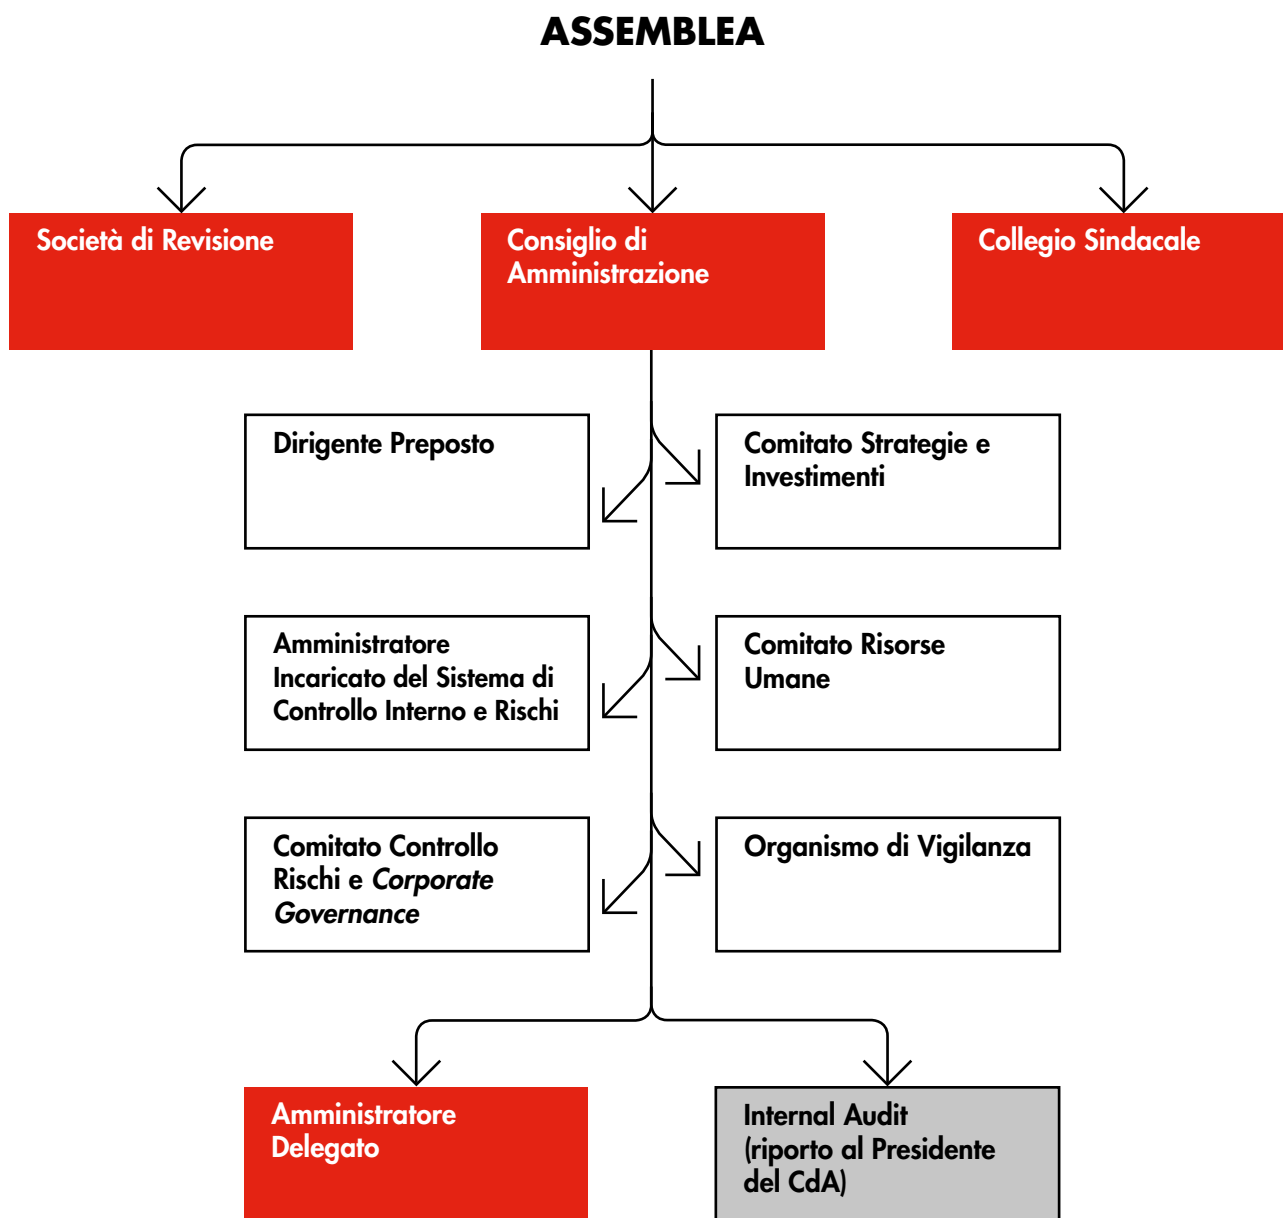 ASSEMBLEA
Società di Revisione
Consiglio di
Amministrazione
Collegio Sindacale
Dirigente Preposto
Comitato Strategie e
Investimenti
Amministratore
Incaricato del Sistema di
Controllo Interno e Rischi
Comitato Risorse
Umane
Comitato Controllo
Rischi e Corporate
Governance
Organismo di Vigilanza
Amministratore
Delegato
Internal Audit
(riporto al Presidente
del CdA)